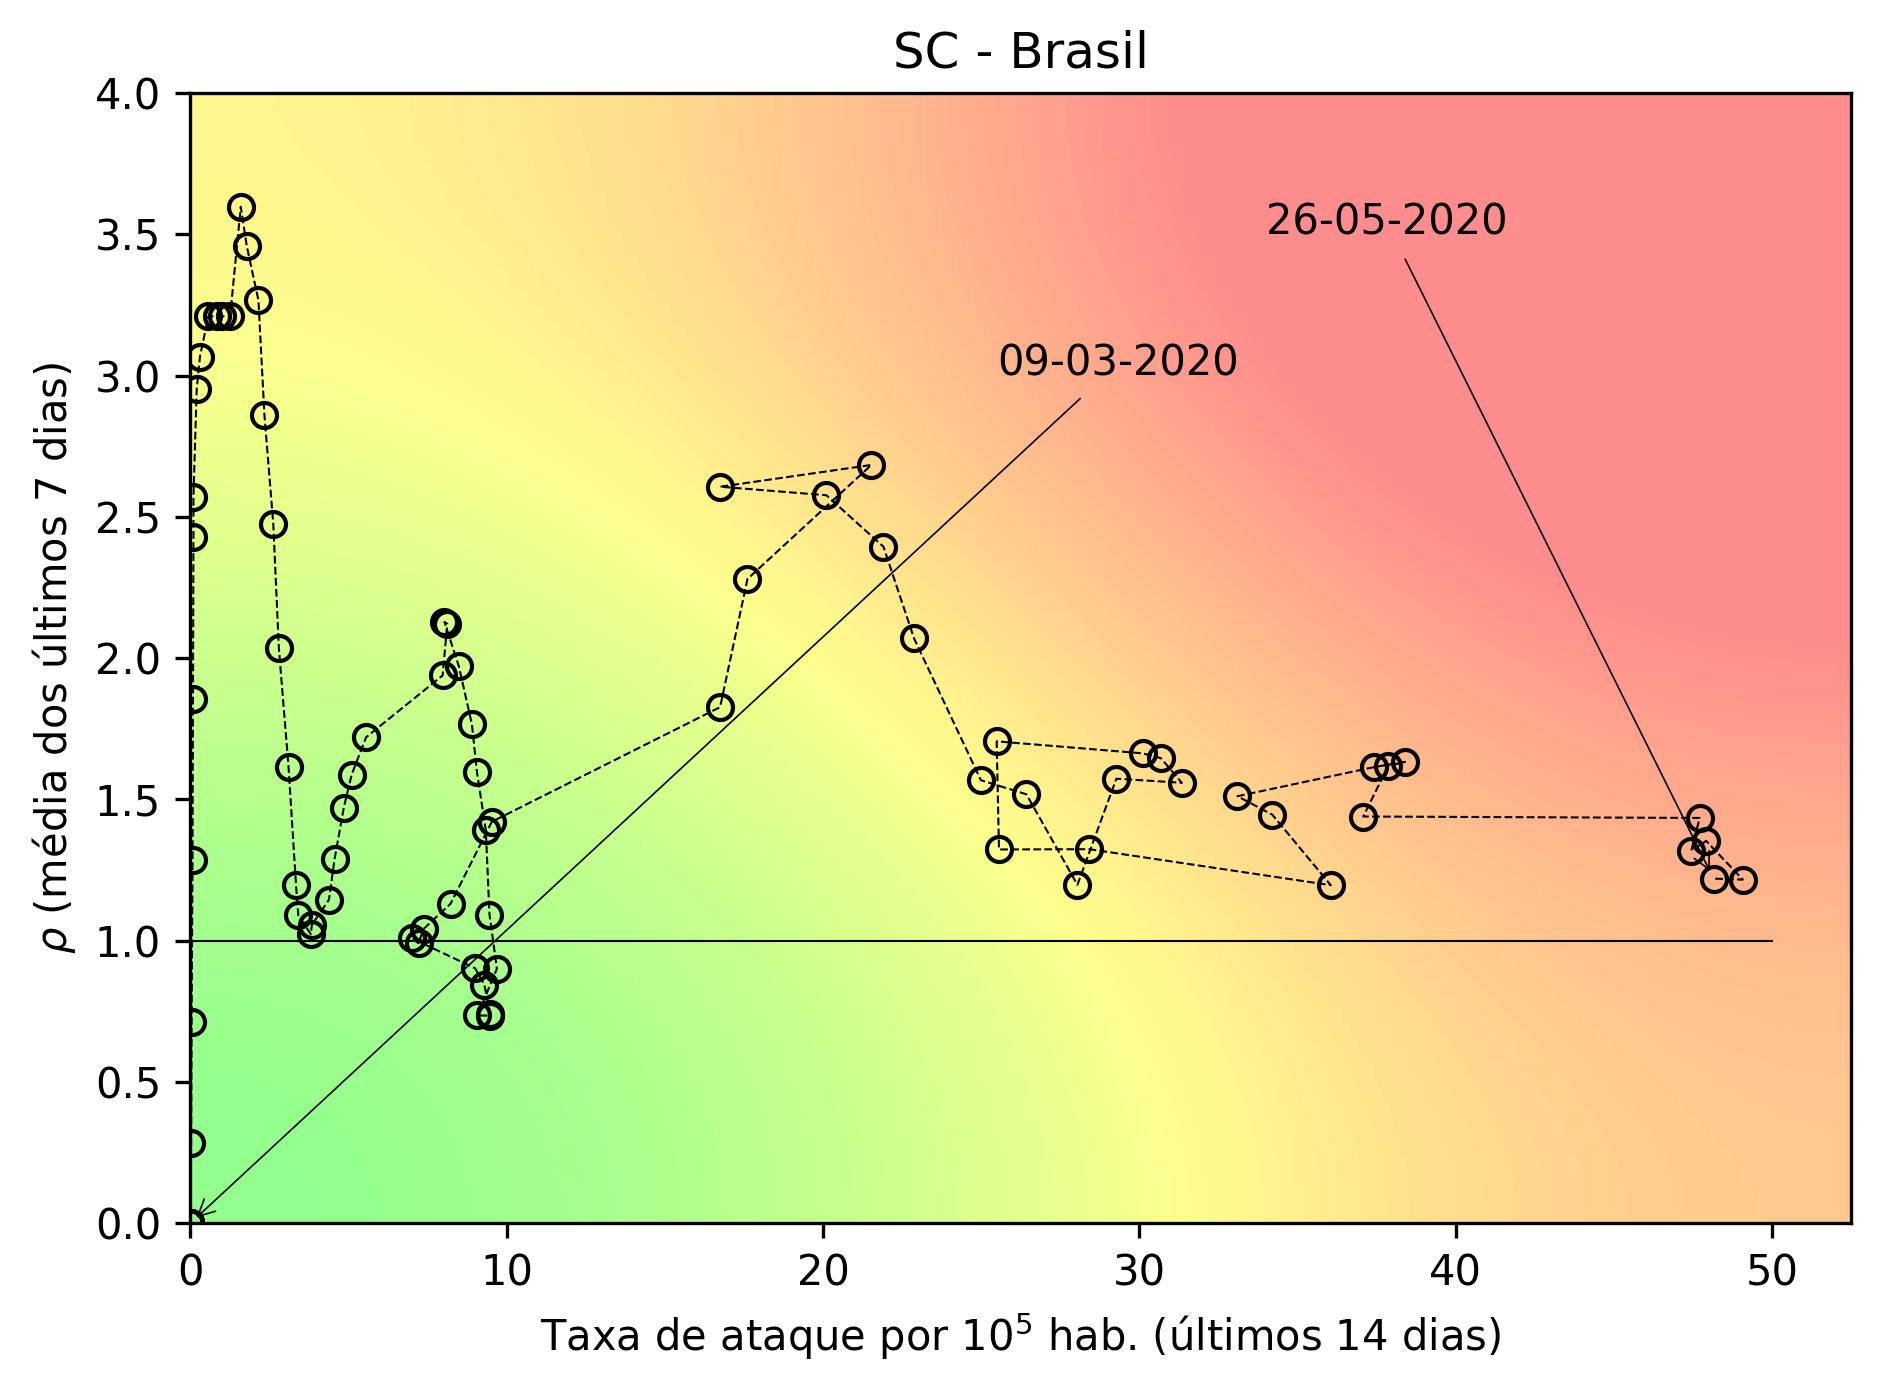 SC - Brasil
4.0
3.5
3.0
2.5
2.0
1.5
1.0
0.5
0.0
ρ (média dos últimos 7 dias)
26-05-2020
09-03-2020
0 10 20 30 40 50
Taxa de ataque por 10⁵ hab. (últimos 14 dias)